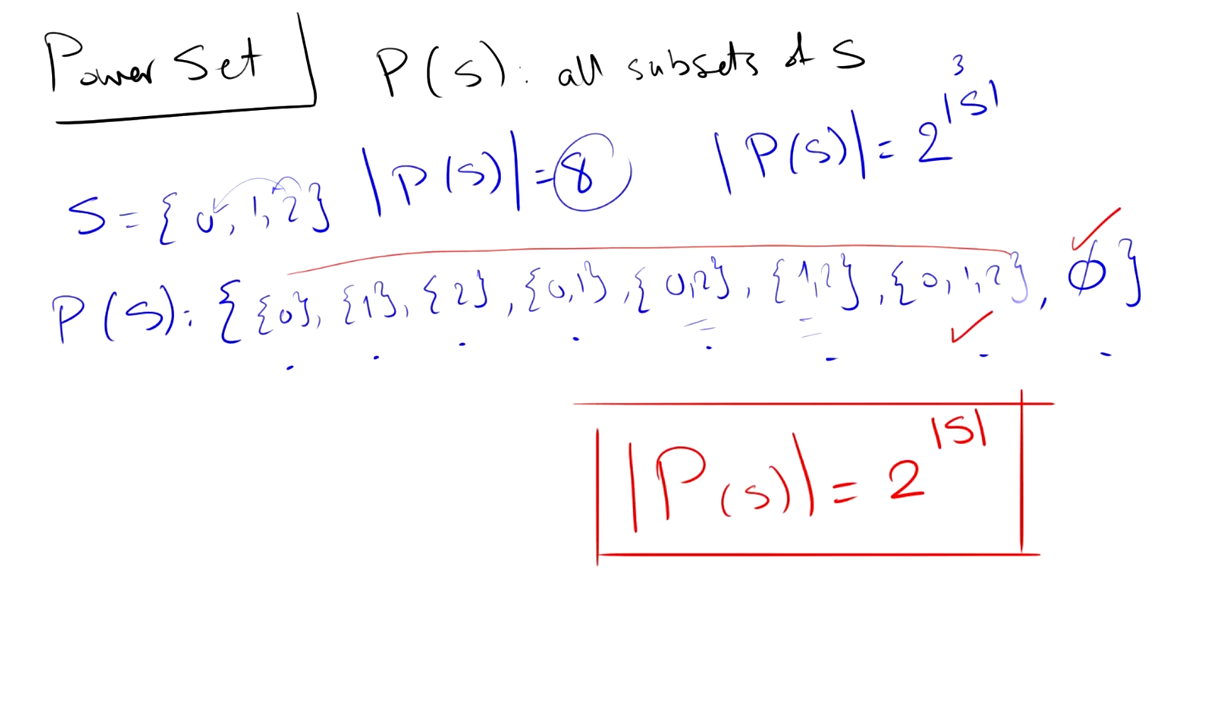 Power Set P(S): all subsets of S
|P(S)| = 8 |P(S)| = 2^|S| 3
S = { 0, 1, 2 }
P(S): { {0}, {1}, {2}, {0,1}, {0,2}, {1,2}, {0,1,2}, ∅ }
|P(S)| = 2^|S|